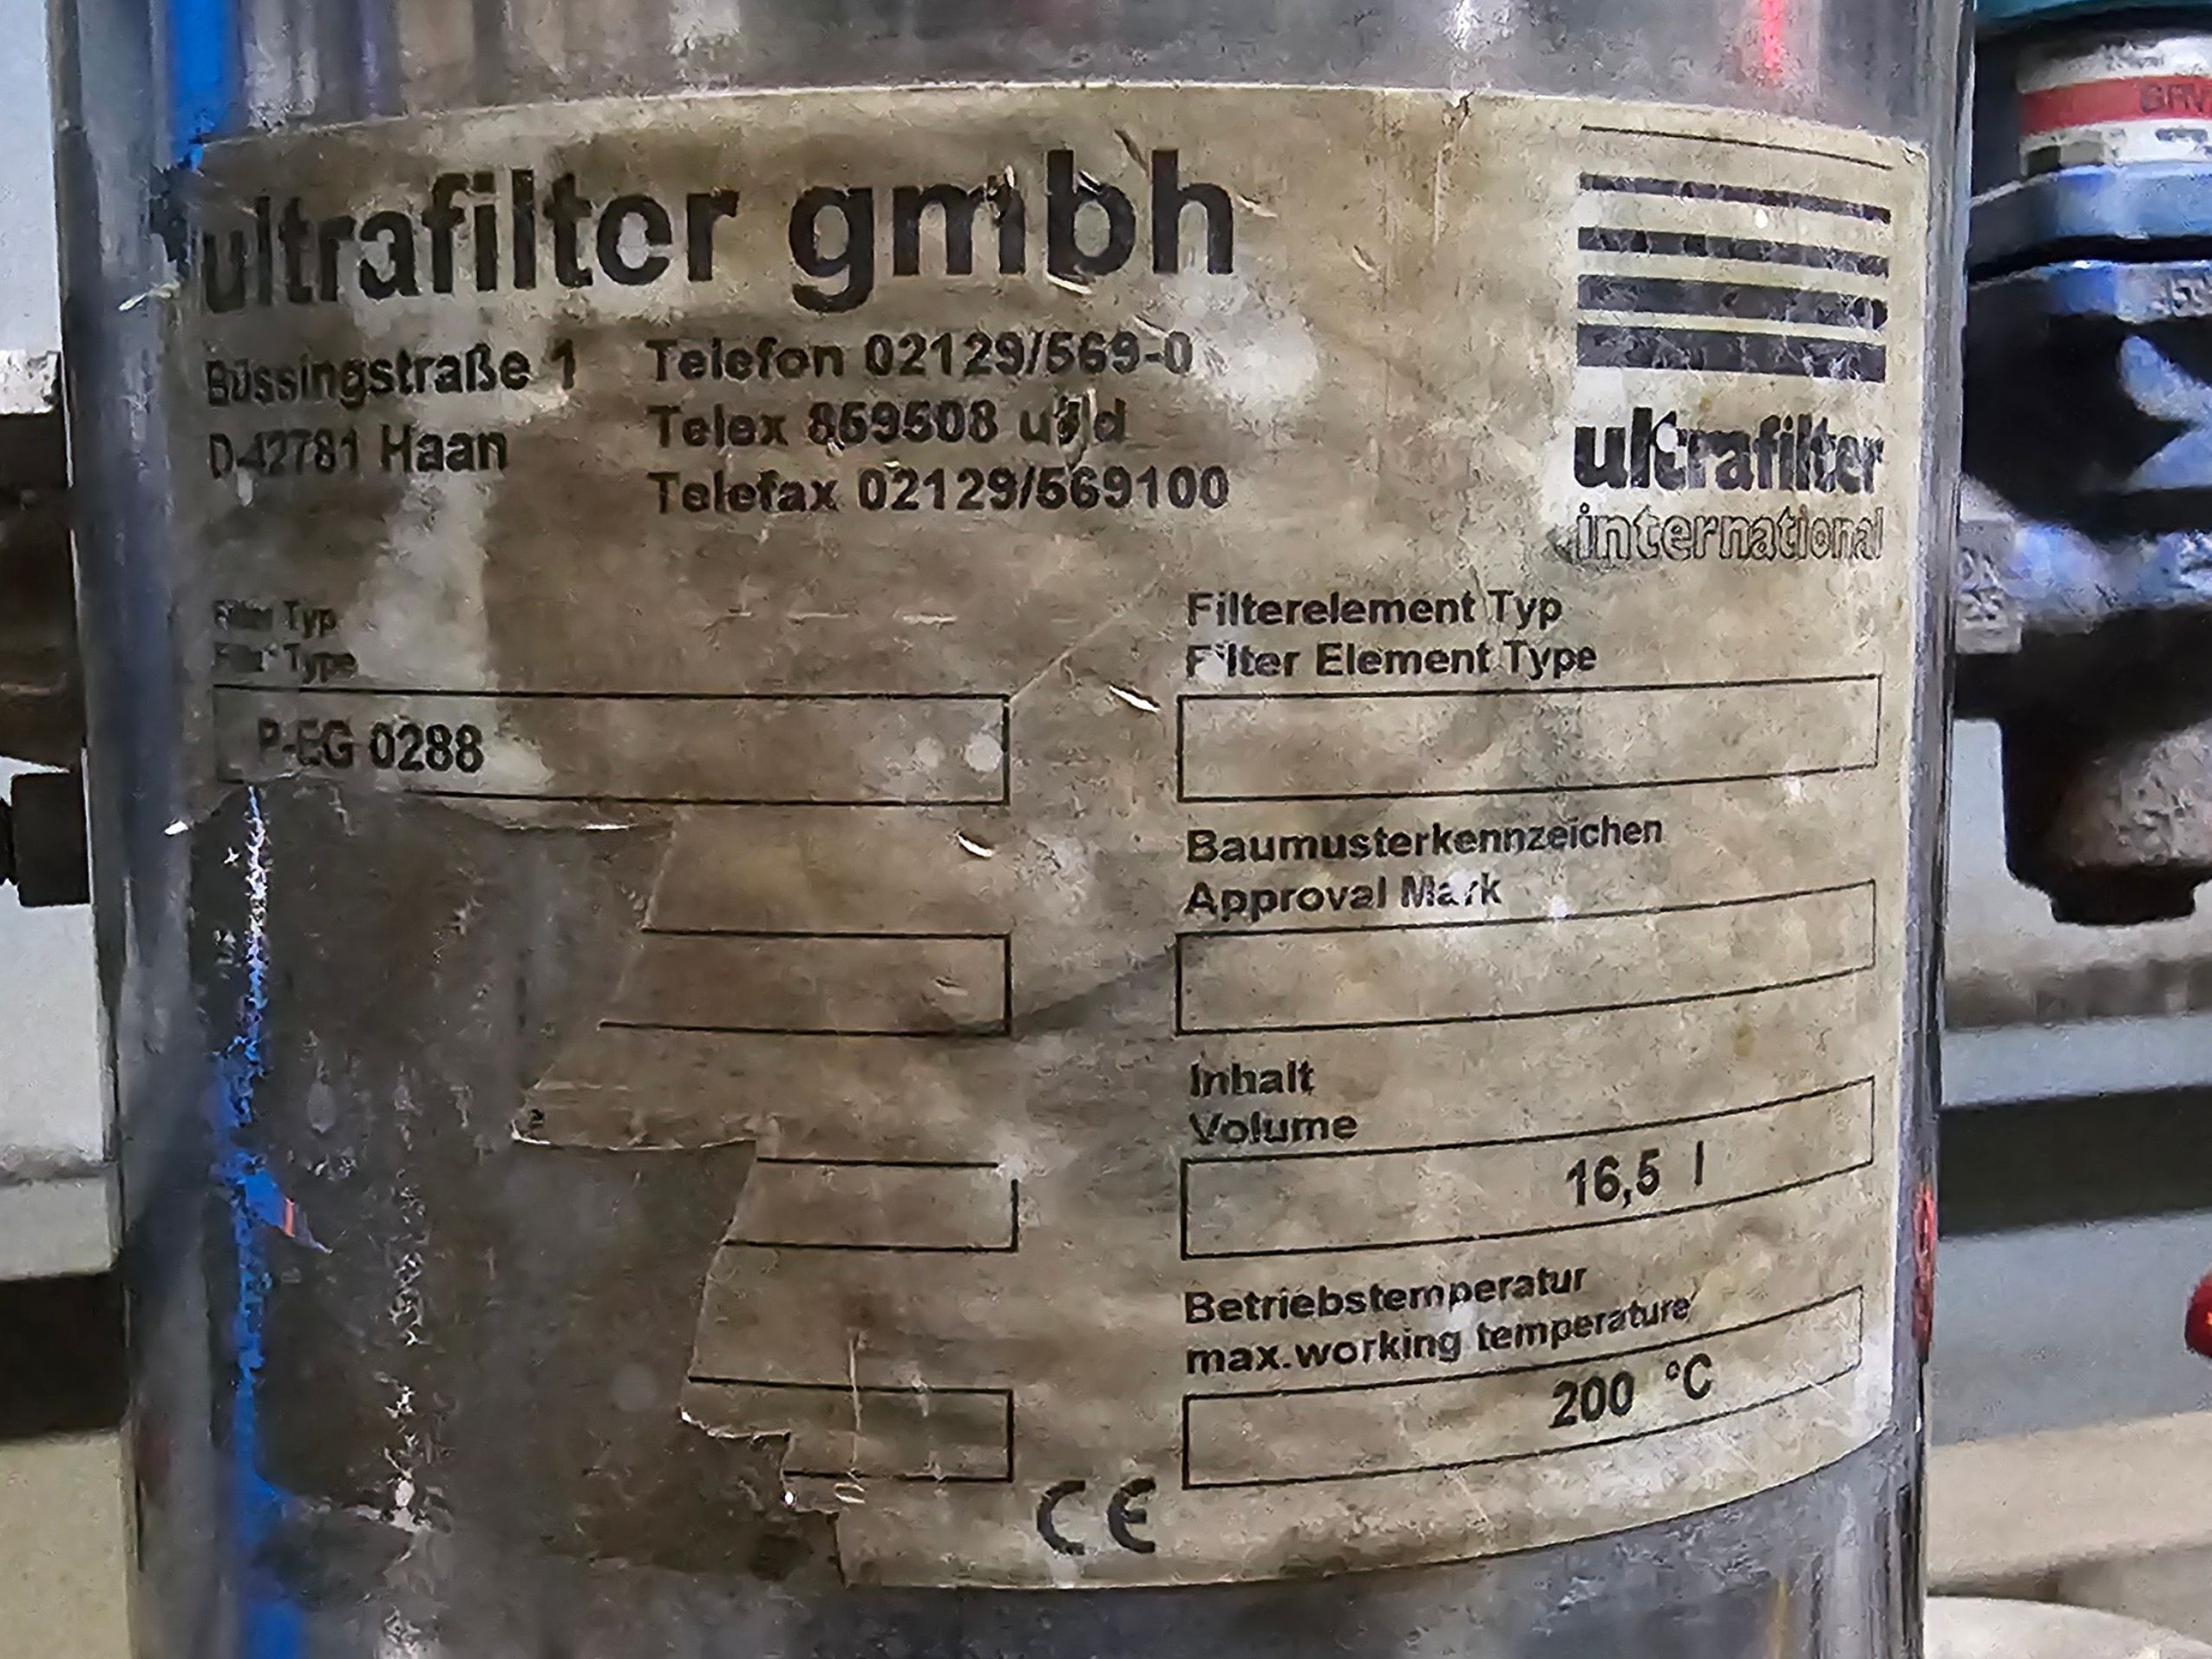 ultrafilter gmbh
Büssingstraße 1
D-42781 Haan
Telefon 02129/569-0
Telex 859508 d
Telefax 02129/569100
ultrafilter
international
Filter Typ
Filter Type
P-EG 0288
Filterelement Typ
Filter Element Type
Baumusterkennzeichen
Approval Mark
Inhalt
Volume
16,5 l
Betriebstemperatur
max.working temperature
200 °C
CE